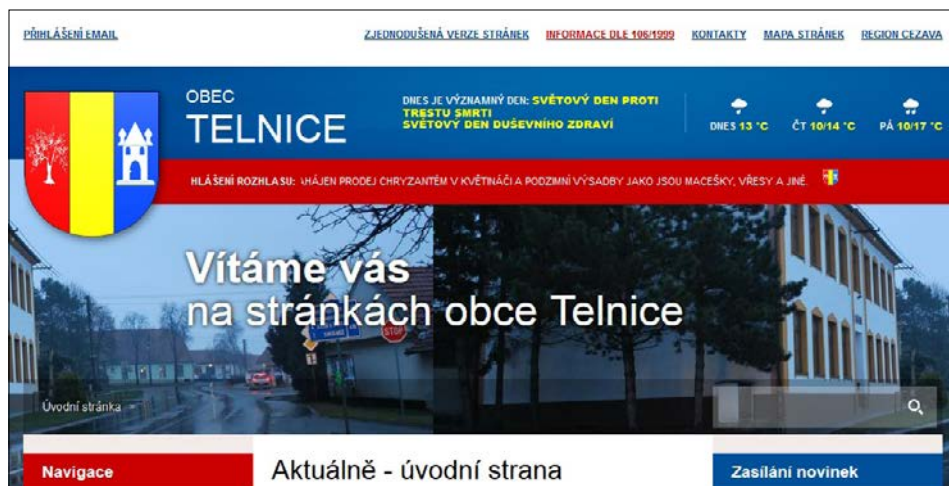 PŘIHLÁŠENÍ EMAIL
ZJEDNODUŠENÁ VERZE STRÁNEK INFORMACE DLE 106/1999 KONTAKTY MAPA STRÁNEK REGION CEZAVA
OBEC
TELNICE
DNES JE VÝZNAMNÝ DEN: SVĚTOVÝ DEN PROTI
TRESTU SMRTI
SVĚTOVÝ DEN DUŠEVNÍHO ZDRAVÍ
DNES 13 °C ČT 10/14 °C PÁ 10/17 °C
HLÁŠENÍ ROZHLASU: AHÁJEN PRODEJ CHRYZANTÉM V KVĚTINÁČI A PODZIMNÍ VÝSADBY JAKO JSOU MACEŠKY, VŘESY A JINÉ.
Vítáme vás
na stránkách obce Telnice
STOP
Úvodní stránka
Navigace
Aktuálně - úvodní strana
Zasílání novinek